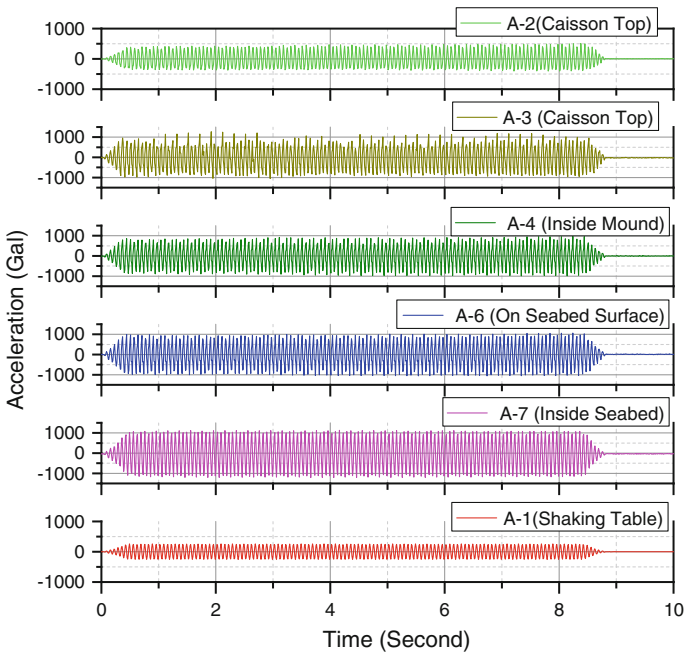 A-2(Caisson Top)
1000
0
-1000
A-3 (Caisson Top)
1000
0
-1000
A-4 (Inside Mound)
1000
0
-1000
A-6 (On Seabed Surface)
1000
0
-1000
A-7 (Inside Seabed)
1000
0
-1000
A-1(Shaking Table)
1000
0
-1000
Acceleration (Gal)
0 2 4 6 8 10
Time (Second)